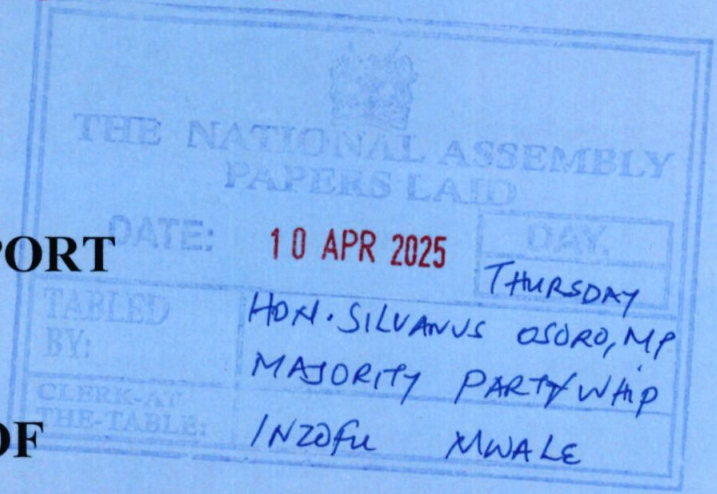 THE NATIONAL ASSEMBLY
PAPERS LAID
PORT
DATE: 10 APR 2025 DAY.
THURSDAY
TABLED BY: HON. SILVANUS OSORO, MP
MAJORITY PARTY WHIP
CLERK-AT THE-TABLE: INZOFU MWALE
OF